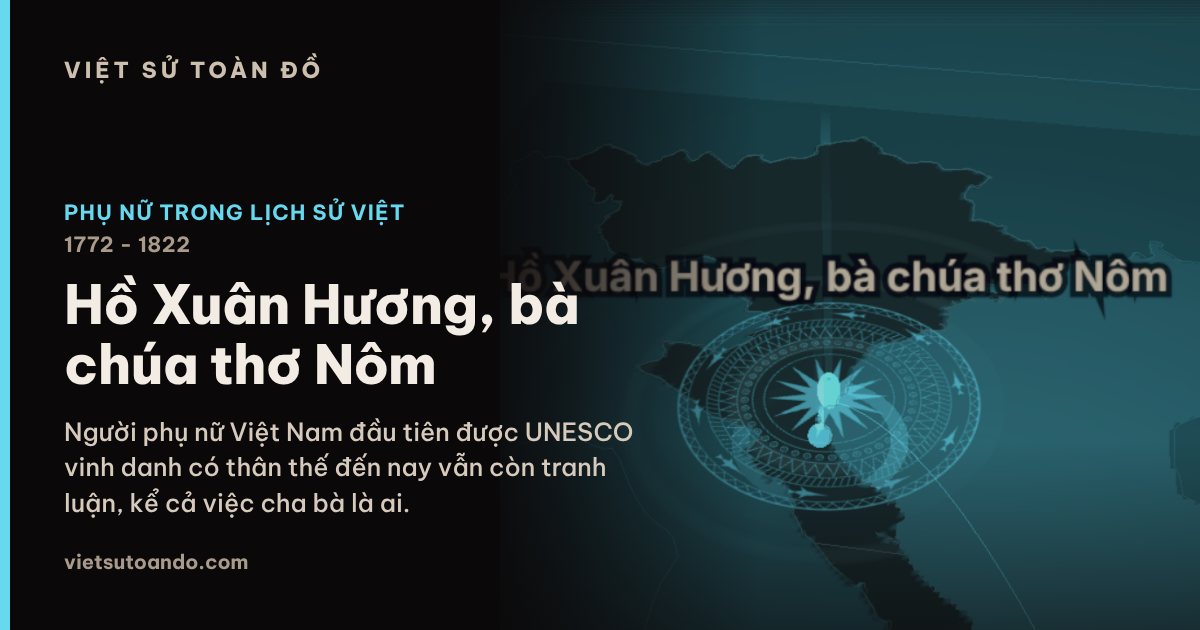 VIỆT SỬ TOÀN ĐỒ
PHỤ NỮ TRONG LỊCH SỬ VIỆT
1772 - 1822
Hồ Xuân Hương, bà
chúa thơ Nôm
Người phụ nữ Việt Nam đầu tiên được UNESCO
vinh danh có thân thế đến nay vẫn còn tranh
luận, kể cả việc cha bà là ai.
vietsutoando.com
Hồ Xuân Hương, bà chúa thơ Nôm